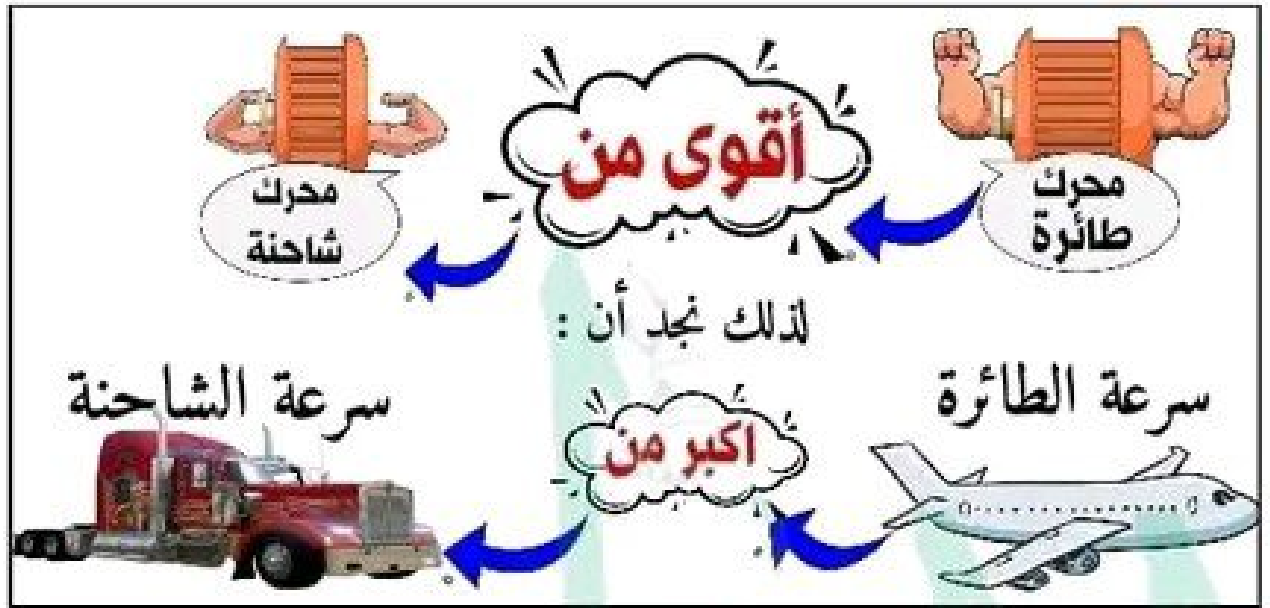 محرك
طائرة
أقوى من
محرك
شاحنة
لذلك نجد أن :
سرعة الطائرة
اكبر من
سرعة الشاحنة